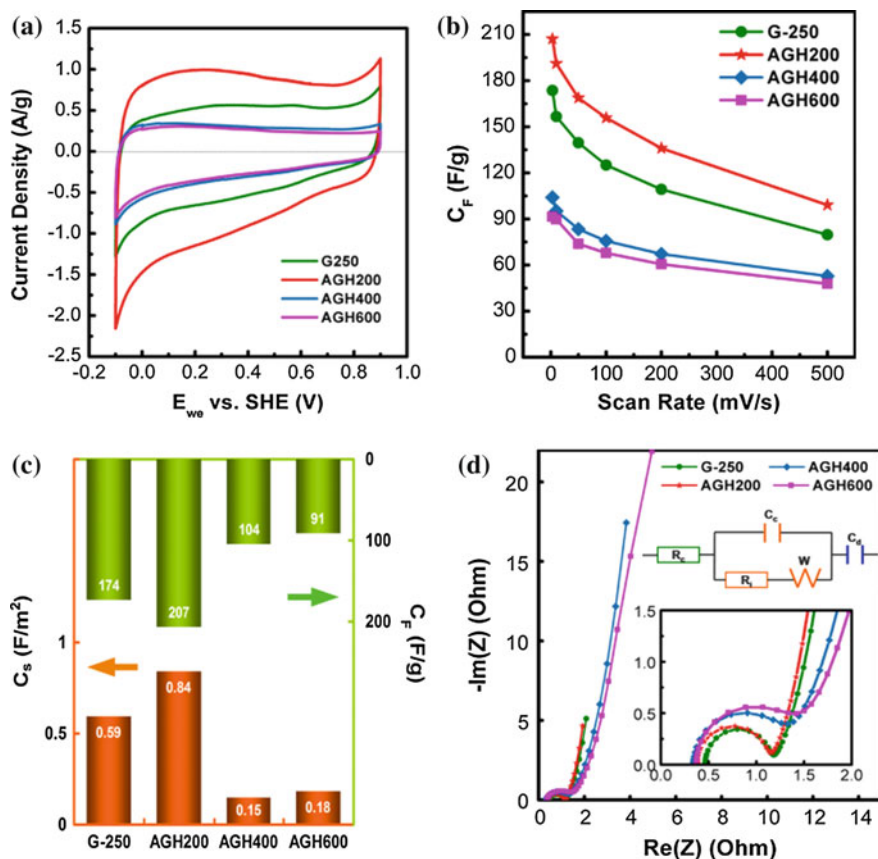 (a)
Current Density (A/g)
1.5
1.0
0.5
0.0
-0.5
-1.0
-1.5
-2.0
-2.5
-0.2
0.0
0.2
0.4
0.6
0.8
1.0
E_we vs. SHE (V)
G250
AGH200
AGH400
AGH600
(b)
C_F (F/g)
210
180
150
120
90
60
30
0
0
100
200
300
400
500
Scan Rate (mV/s)
G-250
AGH200
AGH400
AGH600
(c)
C_s (F/m²)
1
0.5
0
174
207
104
91
0.59
0.84
0.15
0.18
G-250
AGH200
AGH400
AGH600
0
100
200
C_F (F/g)
(d)
-Im(Z) (Ohm)
20
15
10
5
0
0
2
4
6
8
10
12
14
Re(Z) (Ohm)
G-250
AGH400
AGH200
AGH600
C_c
C_d
W
1.5
1.0
0.5
0.0
0.0
0.5
1.0
1.5
2.0